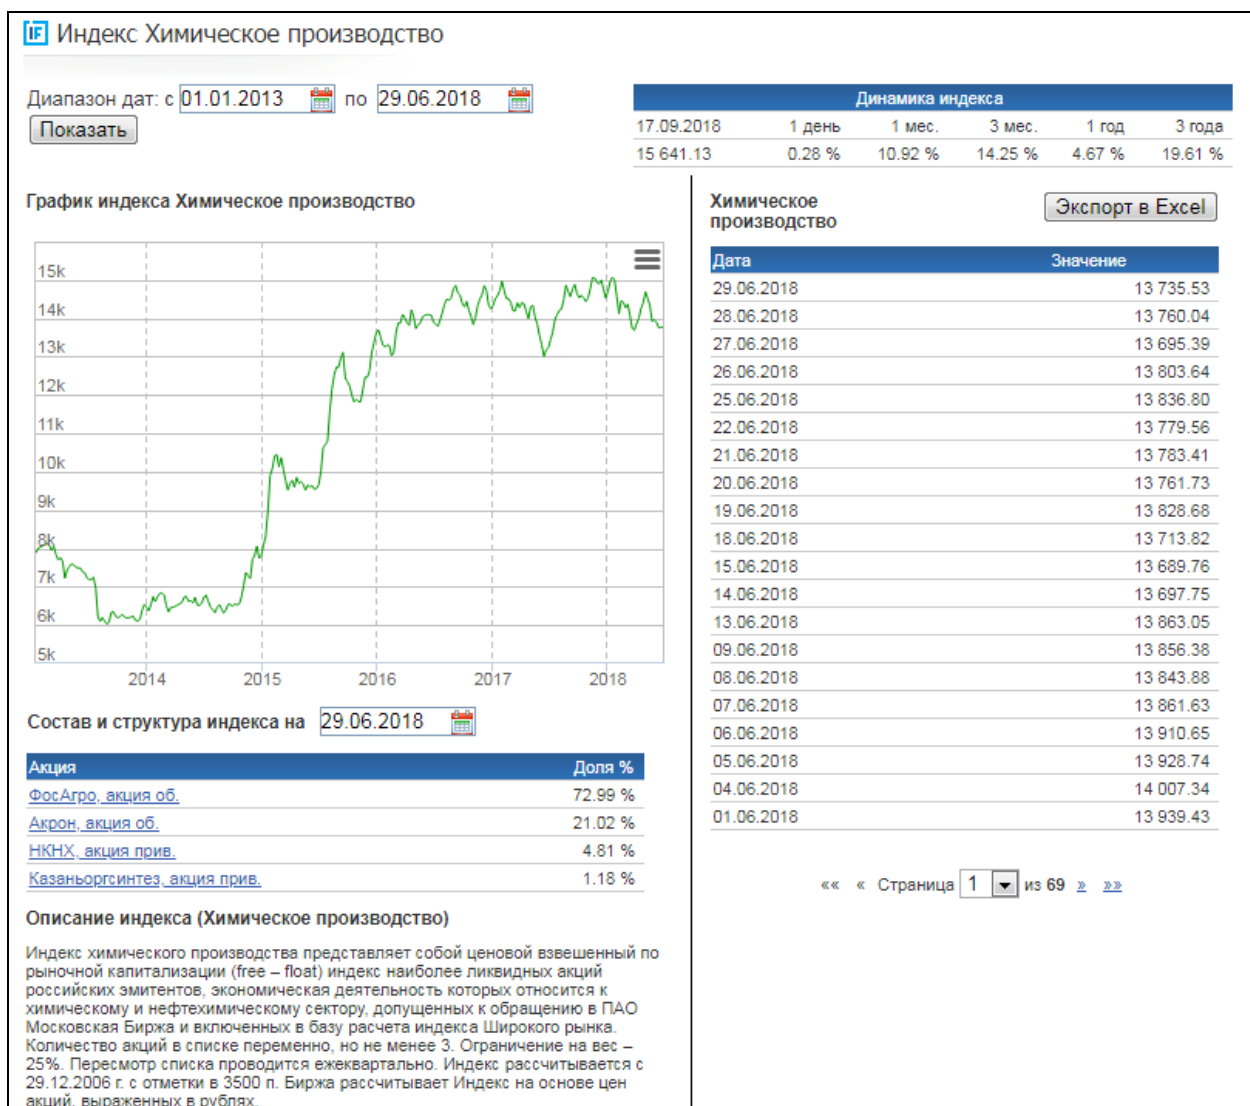 IF Индекс Химическое производство
Диапазон дат: с 01.01.2013 по 29.06.2018
Показать
Динамика индекса
17.09.2018 1 день 1 мес. 3 мес. 1 год 3 года
15 641.13 0.28 % 10.92 % 14.25 % 4.67 % 19.61 %
График индекса Химическое производство
15k
14k
13k
12k
11k
10k
9k
8k
7k
6k
5k
2014 2015 2016 2017 2018
Состав и структура индекса на 29.06.2018
Акция Доля %
ФосАгро, акция об. 72.99 %
Акрон, акция об. 21.02 %
НКНХ, акция прив. 4.81 %
Казаньоргсинтез, акция прив. 1.18 %
Описание индекса (Химическое производство)
Индекс химического производства представляет собой ценовой взвешенный по
рыночной капитализации (free – float) индекс наиболее ликвидных акций
российских эмитентов, экономическая деятельность которых относится к
химическому и нефтехимическому сектору, допущенных к обращению в ПАО
Московская Биржа и включенных в базу расчета индекса Широкого рынка.
Количество акций в списке переменно, но не менее 3. Ограничение на вес –
25%. Пересмотр списка проводится ежеквартально. Индекс рассчитывается с
29.12.2006 г. с отметки в 3500 п. Биржа рассчитывает Индекс на основе цен
акций, выраженных в рублях.
Химическое
производство
Экспорт в Excel
Дата Значение
29.06.2018 13 735.53
28.06.2018 13 760.04
27.06.2018 13 695.39
26.06.2018 13 803.64
25.06.2018 13 836.80
22.06.2018 13 779.56
21.06.2018 13 783.41
20.06.2018 13 761.73
19.06.2018 13 828.68
18.06.2018 13 713.82
15.06.2018 13 689.76
14.06.2018 13 697.75
13.06.2018 13 863.05
09.06.2018 13 856.38
08.06.2018 13 843.88
07.06.2018 13 861.63
06.06.2018 13 910.65
05.06.2018 13 928.74
04.06.2018 14 007.34
01.06.2018 13 939.43
«« « Страница 1 из 69 » »»